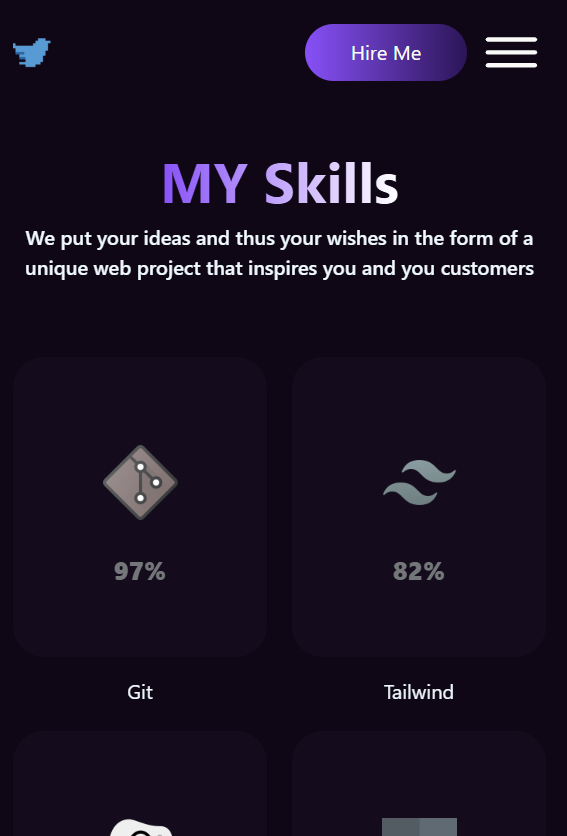 Hire Me
MY Skills
We put your ideas and thus your wishes in the form of a
unique web project that inspires you and you customers
97%
82%
Git
Tailwind